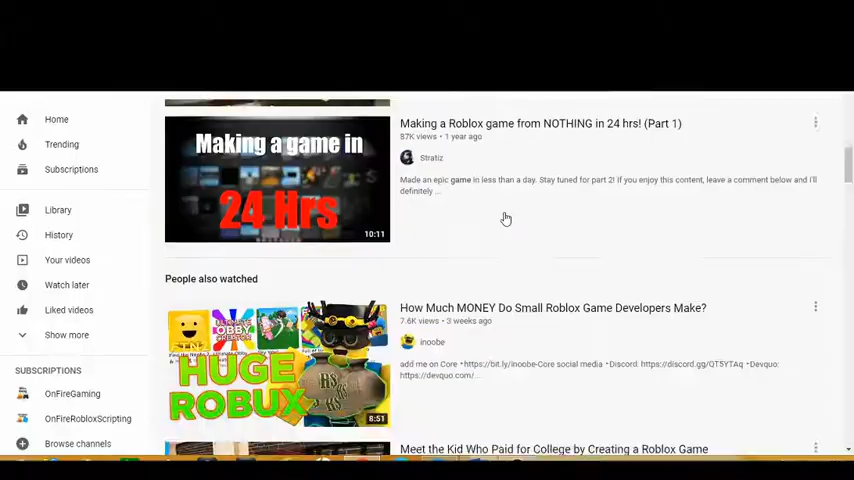 Home
Trending
Subscriptions
Library
History
Your videos
Watch later
Liked videos
Show more
SUBSCRIPTIONS
OnFireGaming
OnFireRobloxScripting
Browse channels
Making a game in
24 Hrs
10:11
Making a Roblox game from NOTHING in 24 hrs! (Part 1)
87K views • 1 year ago
Stratiz
Made an epic game in less than a day. Stay tuned for part 2! if you enjoy this content, leave a comment below and I'll
definitely ...
People also watched
HUGE
ROBUX
8:51
How Much MONEY Do Small Roblox Game Developers Make?
7.6K views • 3 weeks ago
inoobe
add me on Core •https://bit.ly/inoobe-Core social media •Discord: https://discord.gg/QT5YTAq •Devquo:
https://devquo.com/ ...
Meet the Kid Who Paid for College by Creating a Roblox Game